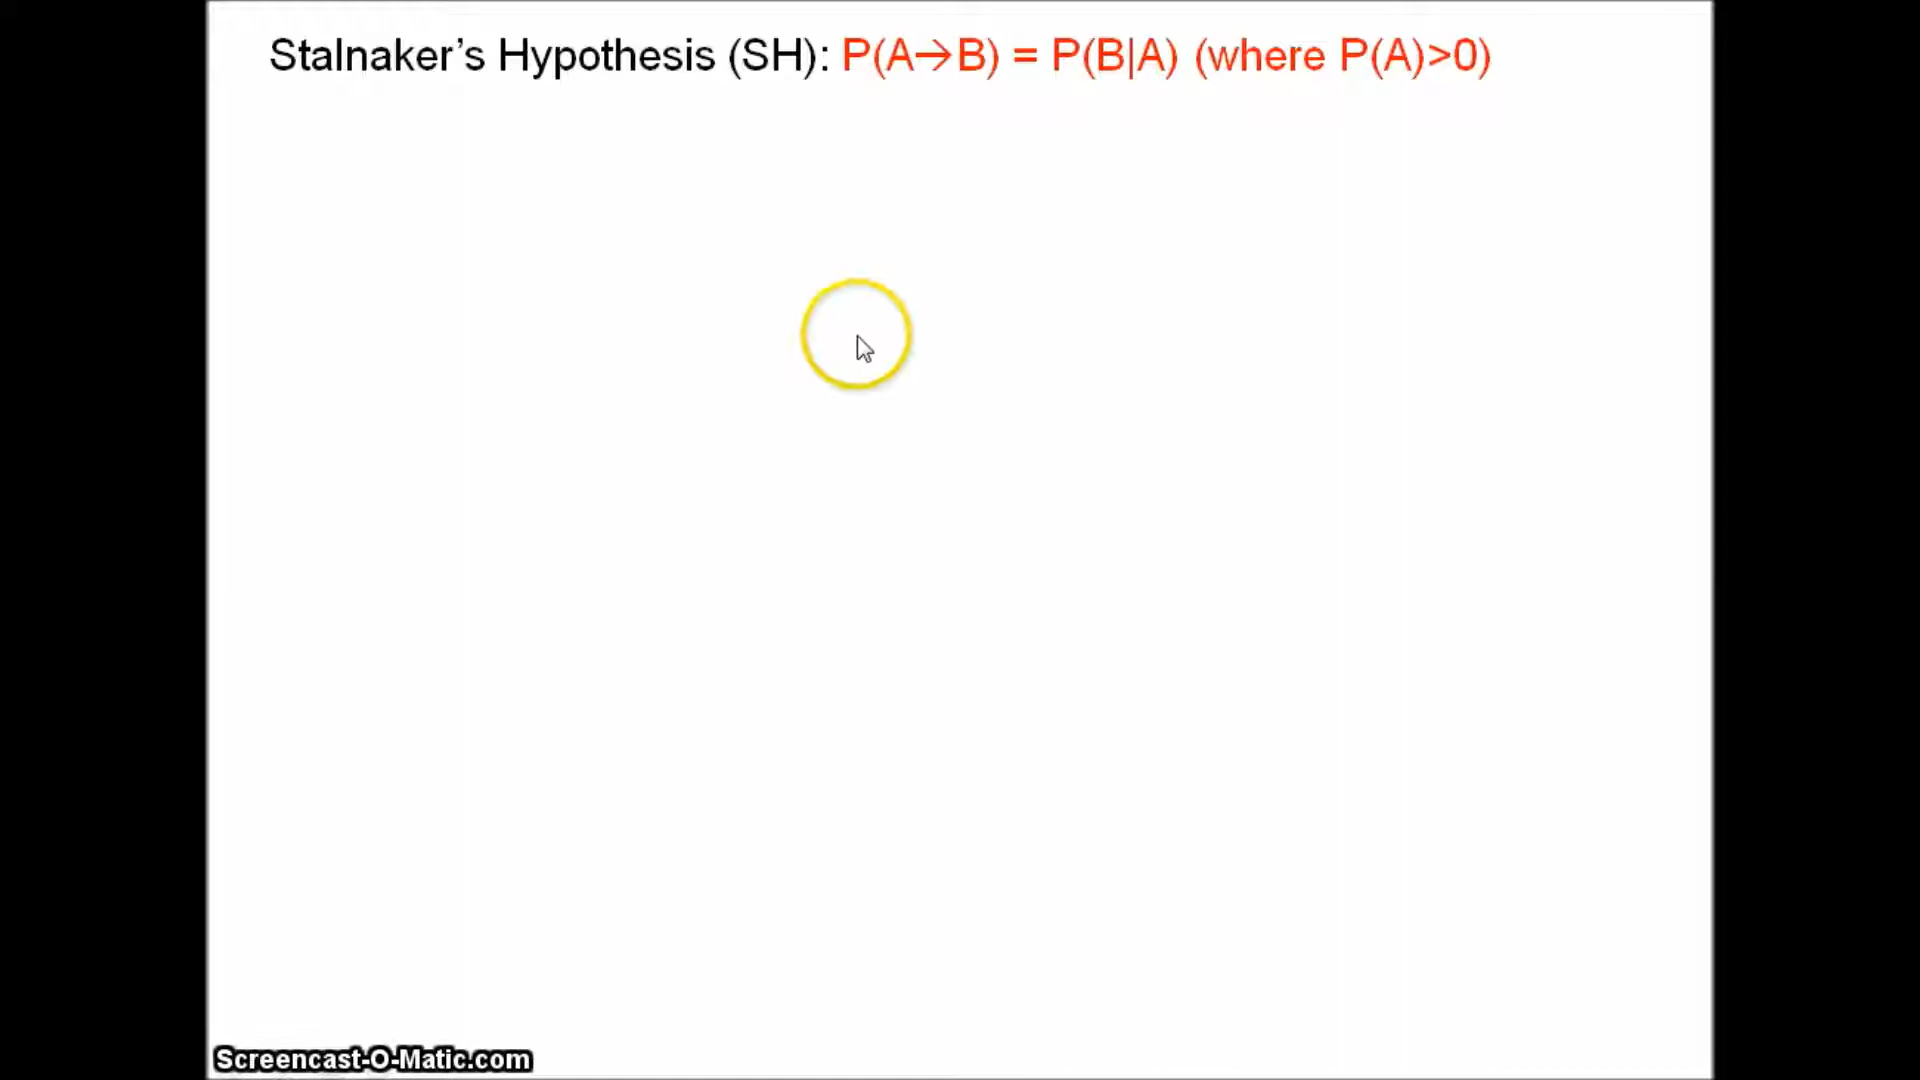 Stalnaker’s Hypothesis (SH): P(A→B) = P(B|A) (where P(A)>0)
Screencast-O-Matic.com